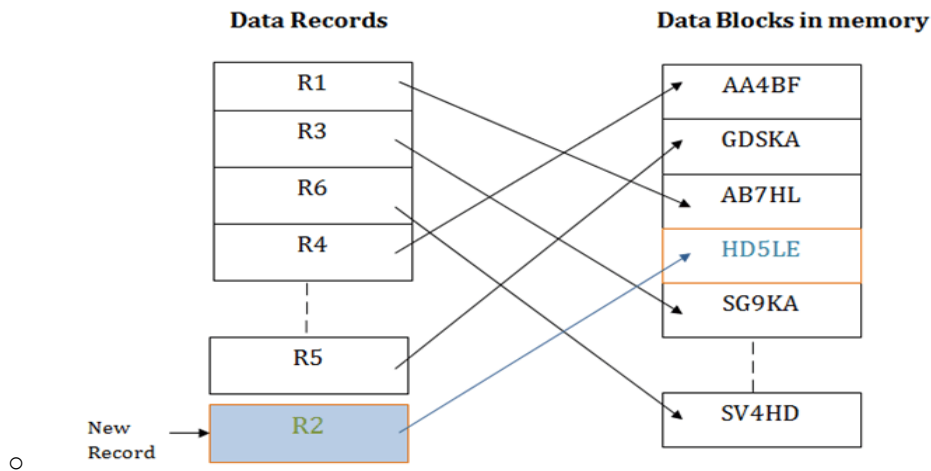 Data Records
Data Blocks in memory
R1
R3
R6
R4
R5
R2
New
Record
AA4BF
GDSKA
AB7HL
HD5LE
SG9KA
SV4HD